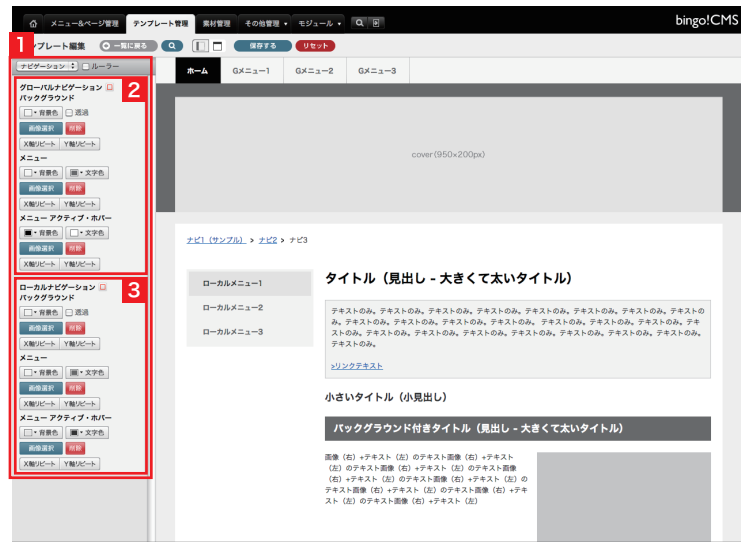 メニュー&ページ管理 テンプレート管理 素材管理 その他管理 モジュール bingo!CMS
1 ンプレート編集 一覧に戻る 保存する リセット
ナビゲーション ルーラー
2
グローバルナビゲーション
バックグラウンド
背景色 透過
画像選択 削除
X軸リピート Y軸リピート
メニュー
背景色 文字色
画像選択 削除
X軸リピート Y軸リピート
メニュー アクティブ・ホバー
背景色 文字色
画像選択 削除
X軸リピート Y軸リピート
3
ローカルナビゲーション
バックグラウンド
背景色 透過
画像選択 削除
X軸リピート Y軸リピート
メニュー
背景色 文字色
画像選択 削除
X軸リピート Y軸リピート
メニュー アクティブ・ホバー
背景色 文字色
画像選択 削除
X軸リピート Y軸リピート
ホーム Gメニュー1 Gメニュー2 Gメニュー3
cover(950×200px)
ナビ1 (サンプル) > ナビ2 > ナビ3
ローカルメニュー1
ローカルメニュー2
ローカルメニュー3
タイトル（見出し - 大きくて太いタイトル）
テキストのみ。テキストのみ。テキストのみ。テキストのみ。テキストのみ。テキストのみ。テキストのみ。テキストの
み。テキストのみ。テキストのみ。テキストのみ。テキストのみ。 テキストのみ。テキストのみ。テキストのみ。テキ
ストのみ。テキストのみ。テキストのみ。テキストのみ。テキストのみ。テキストのみ。テキストのみ。テキストのみ。
テキストのみ。
>リンクテキスト
小さいタイトル（小見出し）
バックグラウンド付きタイトル（見出し - 大きくて太いタイトル）
画像（右）+テキスト（左）のテキスト画像（右）+テキスト
（左）のテキスト画像（右）+テキスト（左）のテキスト画像
（右）+テキスト（左）のテキスト画像（右）+テキスト（左）の
テキスト画像（右）+テキスト（左）のテキスト画像（右）+テキ
スト（左）のテキスト画像（右）+テキスト（左）